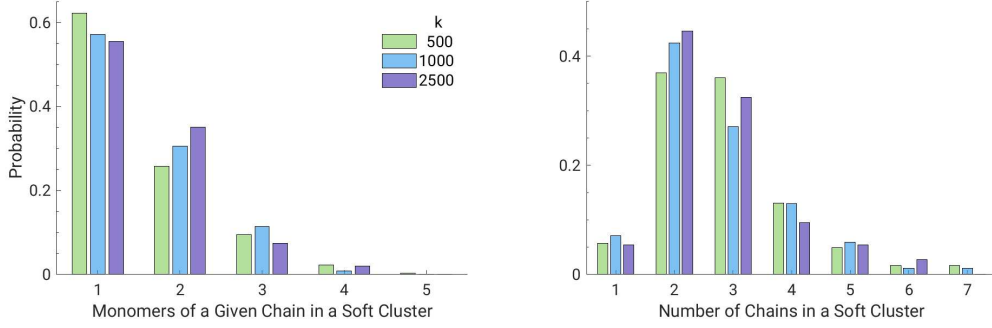 0.6
0.4
0.2
0
Probability
k
500
1000
2500
1 2 3 4 5
Monomers of a Given Chain in a Soft Cluster
0.4
0.2
0
1 2 3 4 5 6 7
Number of Chains in a Soft Cluster